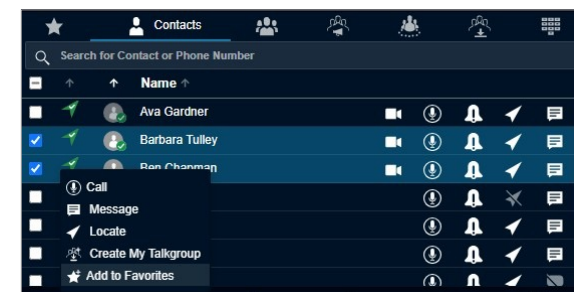 Contacts
Search for Contact or Phone Number
Name
Ava Gardner
Barbara Tulley
Ben Chapman
Call
Message
Locate
Create My Talkgroup
Add to Favorites